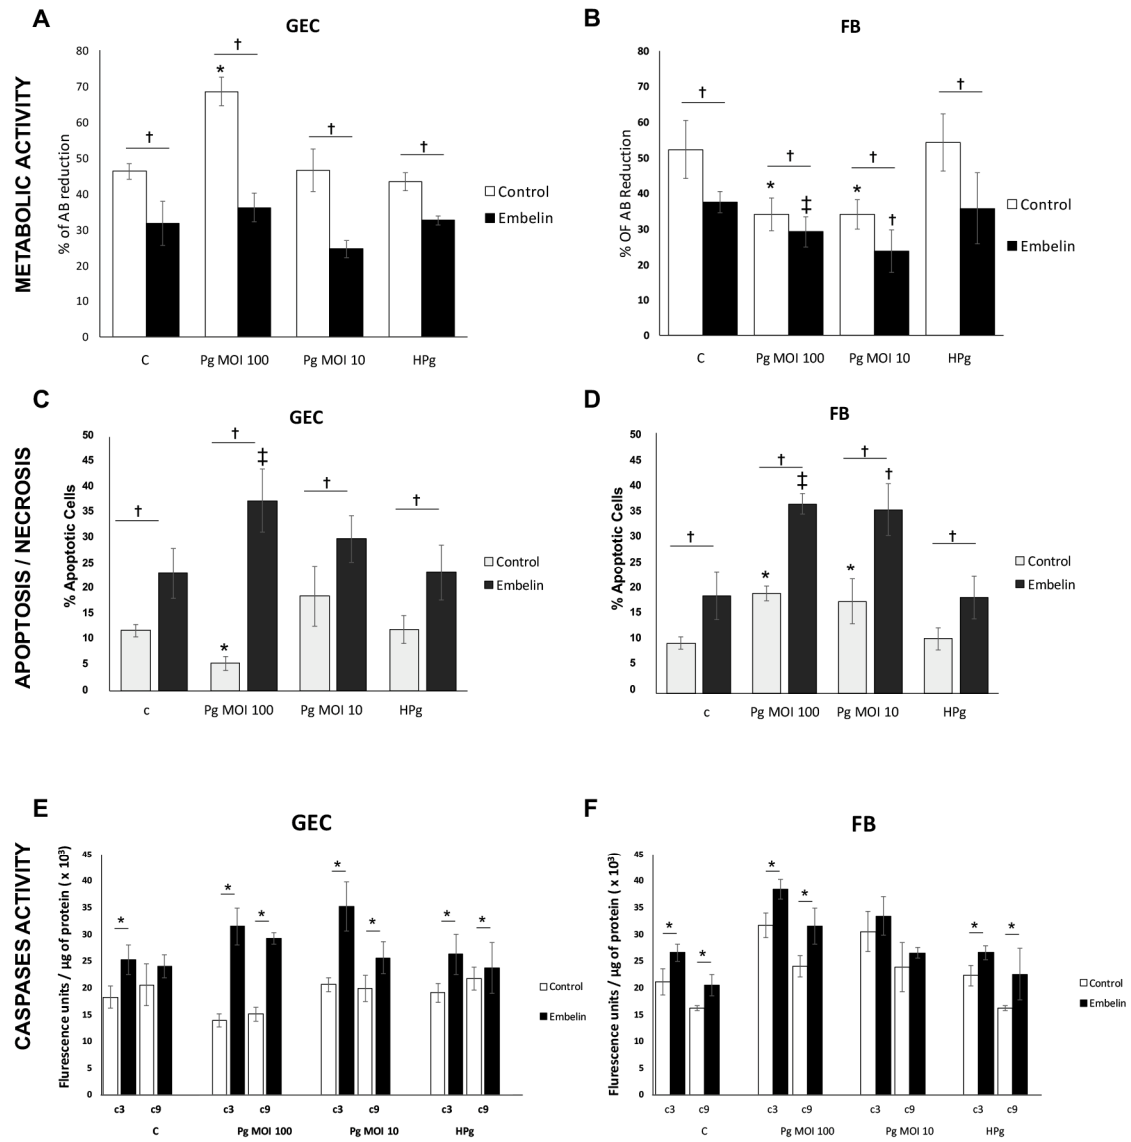 A
GEC
METABOLIC ACTIVITY
% of AB reduction
80
70
60
50
40
30
20
10
0
†
*
†
†
†
Control
Embelin
C
Pg MOI 100
Pg MOI 10
HPg
B
FB
% OF AB Reduction
80
70
60
50
40
30
20
10
0
†
†
*
‡
†
*
†
†
Control
Embelin
C
Pg MOI 100
Pg MOI 10
HPg
C
GEC
APOPTOSIS / NECROSIS
% Apoptotic Cells
50
45
40
35
30
25
20
15
10
5
0
†
†
*
‡
†
†
Control
Embelin
c
Pg MOI 100
Pg MOI 10
HPg
D
FB
% Apoptotic Cells
50
45
40
35
30
25
20
15
10
5
0
†
†
*
‡
†
*
†
†
Control
Embelin
c
Pg MOI 100
Pg MOI 10
HPg
E
GEC
CASPASES ACTIVITY
Flurescence units / µg of protein ( x 10³)
45
40
35
30
25
20
15
10
5
0
*
*
*
*
*
*
*
Control
Embelin
c3 c9 c3 c9 c3 c9 c3 c9
C Pg MOI 100 Pg MOI 10 HPg
F
FB
Flurescence units / µg of protein ( x 10³)
45
40
35
30
25
20
15
10
5
0
*
*
*
*
*
*
Control
Embelin
c3 c9 c3 c9 c3 c9 c3 c9
C Pg MOI 100 Pg MOI 10 HPg